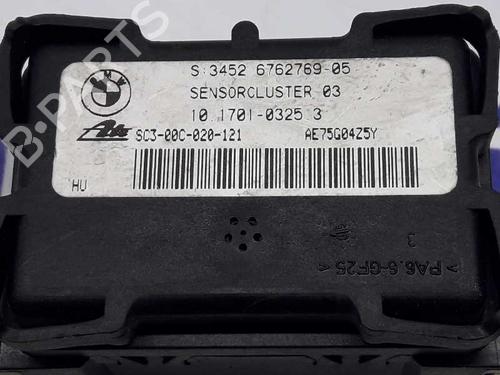 B-PARTS
BMW
S:3452 6762769-05
SENSORCLUSTER 03
10.1701-0325.3
Ate
SC3-00C-020-121 AE75G04Z5Y
HU
3
>PA6.6-GF25<